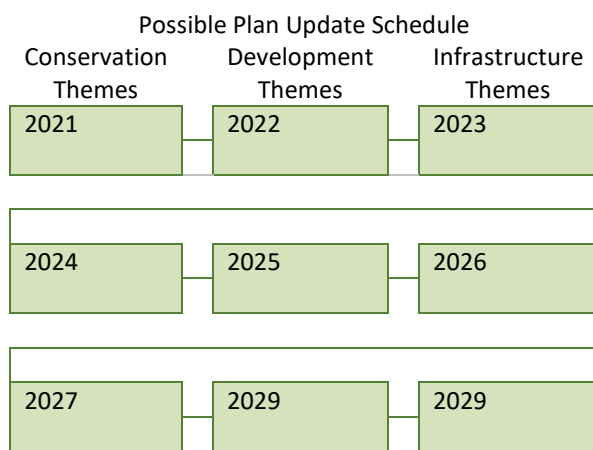 Possible Plan Update Schedule
Conservation Themes
Development Themes
Infrastructure Themes
2021
2022
2023
2024
2025
2026
2027
2029
2029